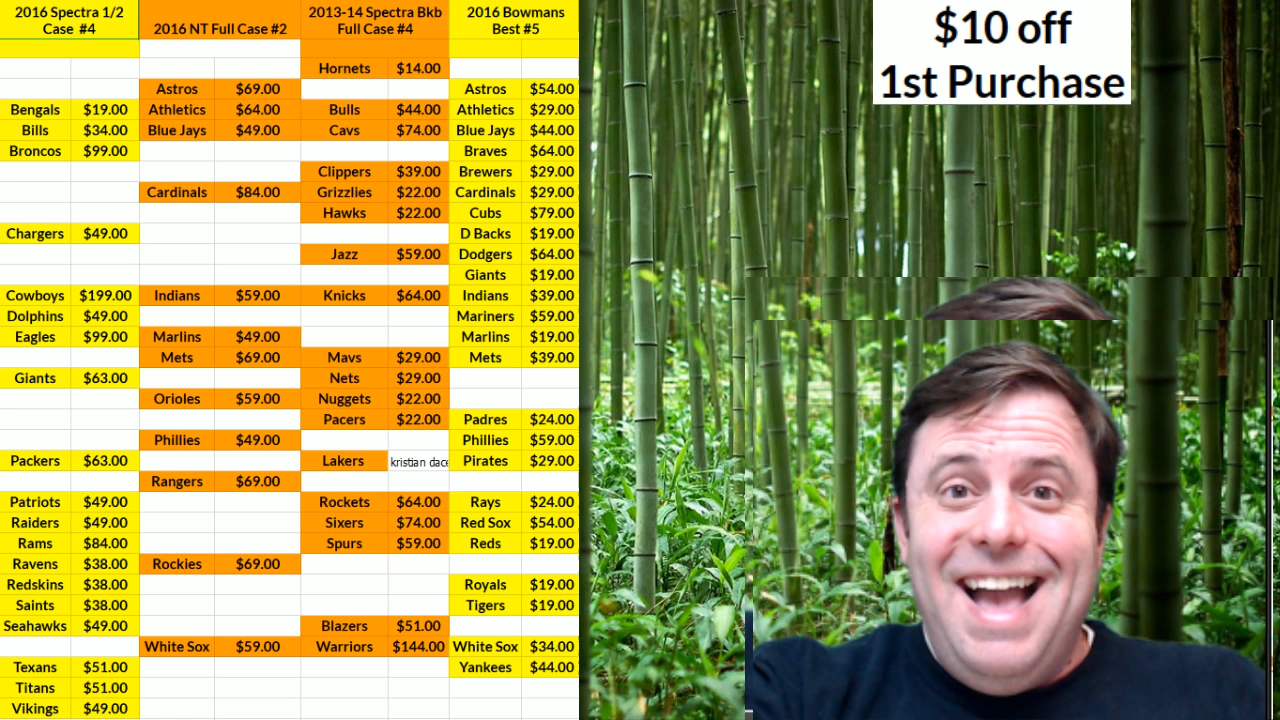 2016 Spectra 1/2
Case #4
2016 NT Full Case #2
2013-14 Spectra Bkb
Full Case #4
2016 Bowmans
Best #5
$10 off
1st Purchase
Hornets $14.00
Astros $69.00 Astros $54.00
Bengals $19.00 Athletics $64.00 Bulls $44.00 Athletics $29.00
Bills $34.00 Blue Jays $49.00 Cavs $74.00 Blue Jays $44.00
Broncos $99.00 Braves $64.00
Clippers $39.00 Brewers $29.00
Cardinals $84.00 Grizzlies $22.00 Cardinals $29.00
Hawks $22.00 Cubs $79.00
Chargers $49.00 D Backs $19.00
Jazz $59.00 Dodgers $64.00
Giants $19.00
Cowboys $199.00 Indians $59.00 Knicks $64.00 Indians $39.00
Dolphins $49.00 Mariners $59.00
Eagles $99.00 Marlins $49.00 Marlins $19.00
Mets $69.00 Mavs $29.00 Mets $39.00
Giants $63.00 Nets $29.00
Orioles $59.00 Nuggets $22.00
Pacers $22.00 Padres $24.00
Phillies $49.00 Phillies $59.00
Packers $63.00 Lakers kristian dace Pirates $29.00
Rangers $69.00
Patriots $49.00 Rockets $64.00 Rays $24.00
Raiders $49.00 Sixers $74.00 Red Sox $54.00
Rams $84.00 Spurs $59.00 Reds $19.00
Ravens $38.00 Rockies $69.00
Redskins $38.00 Royals $19.00
Saints $38.00 Tigers $19.00
Seahawks $49.00 Blazers $51.00
White Sox $59.00 Warriors $144.00 White Sox $34.00
Texans $51.00 Yankees $44.00
Titans $51.00
Vikings $49.00